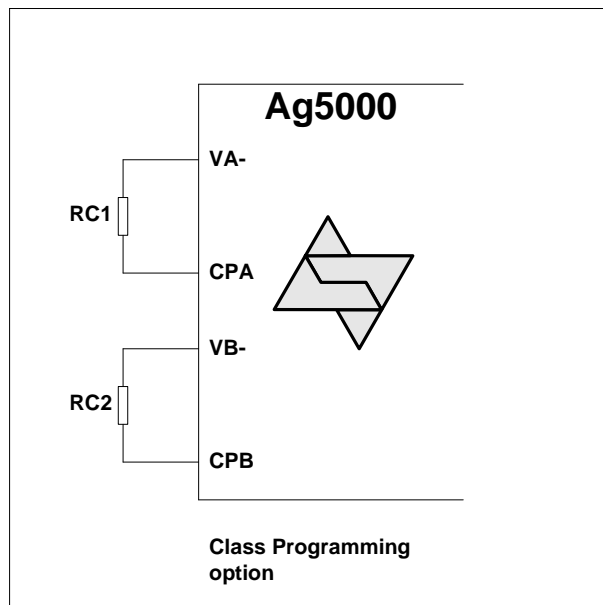 Ag5000
VA-
RC1
CPA
VB-
RC2
CPB
Class Programming
option